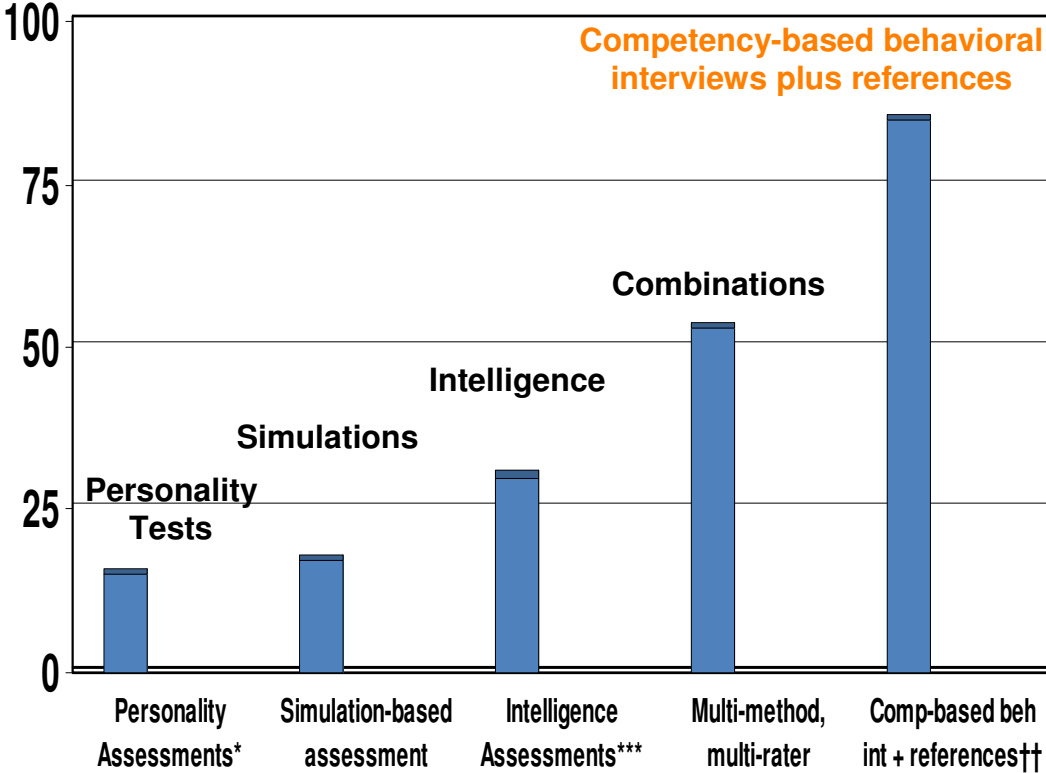 100
Competency-based behavioral
interviews plus references
75
Combinations
50
Intelligence
Simulations
Personality
Tests
25
0
Personality
Assessments*
Simulation-based
assessment
Intelligence
Assessments***
Multi-method,
multi-rater
Comp-based beh
int + references††